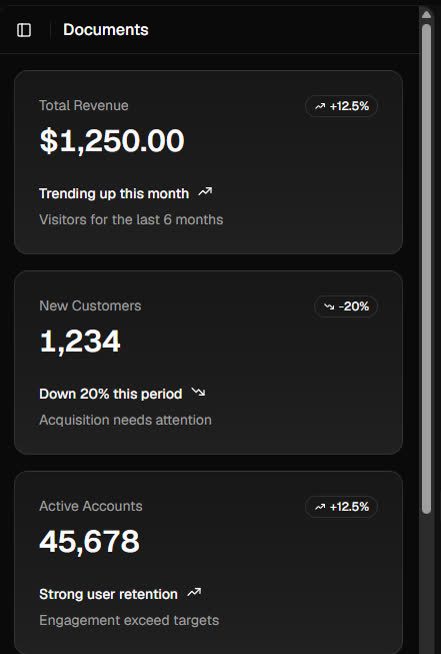 Documents
Total Revenue
+12.5%
$1,250.00
Trending up this month
Visitors for the last 6 months
New Customers
-20%
1,234
Down 20% this period
Acquisition needs attention
Active Accounts
+12.5%
45,678
Strong user retention
Engagement exceed targets